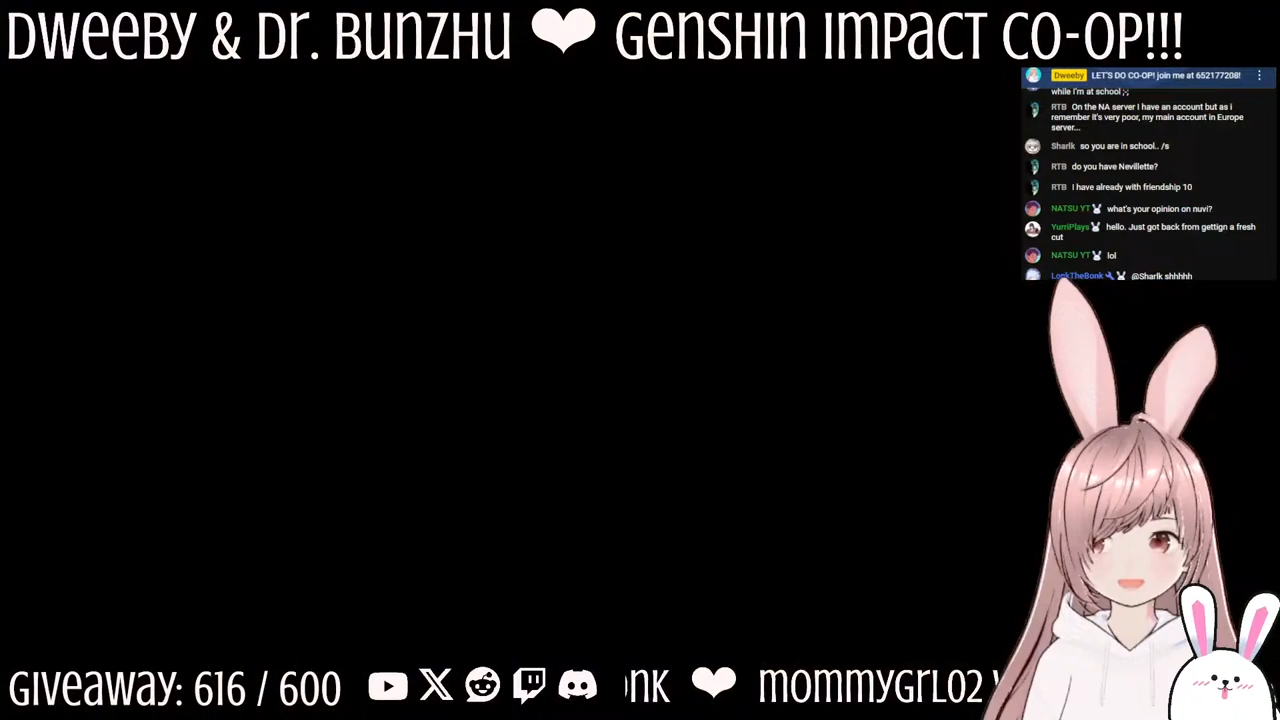 Dweeby & Dr. Bunzhu ❤ Genshin Impact Co-op!!!
Dweeby LET'S DO CO-OP! join me at 652177208!
while I'm at school ;-;
RTB On the NA server I have an account but as i
remember it's very poor, my main account in Europe
server...
Sharlk so you are in school.. /s
RTB do you have Nevillette?
RTB I have already with friendship 10
NATSU YT what's your opinion on nuvi?
YurriPlays hello. Just got back from gettign a fresh
cut
NATSU YT lol
LonkTheBonk @Sharlk shhhhh
Giveaway: 616 / 600 nk ❤ mommygrl02